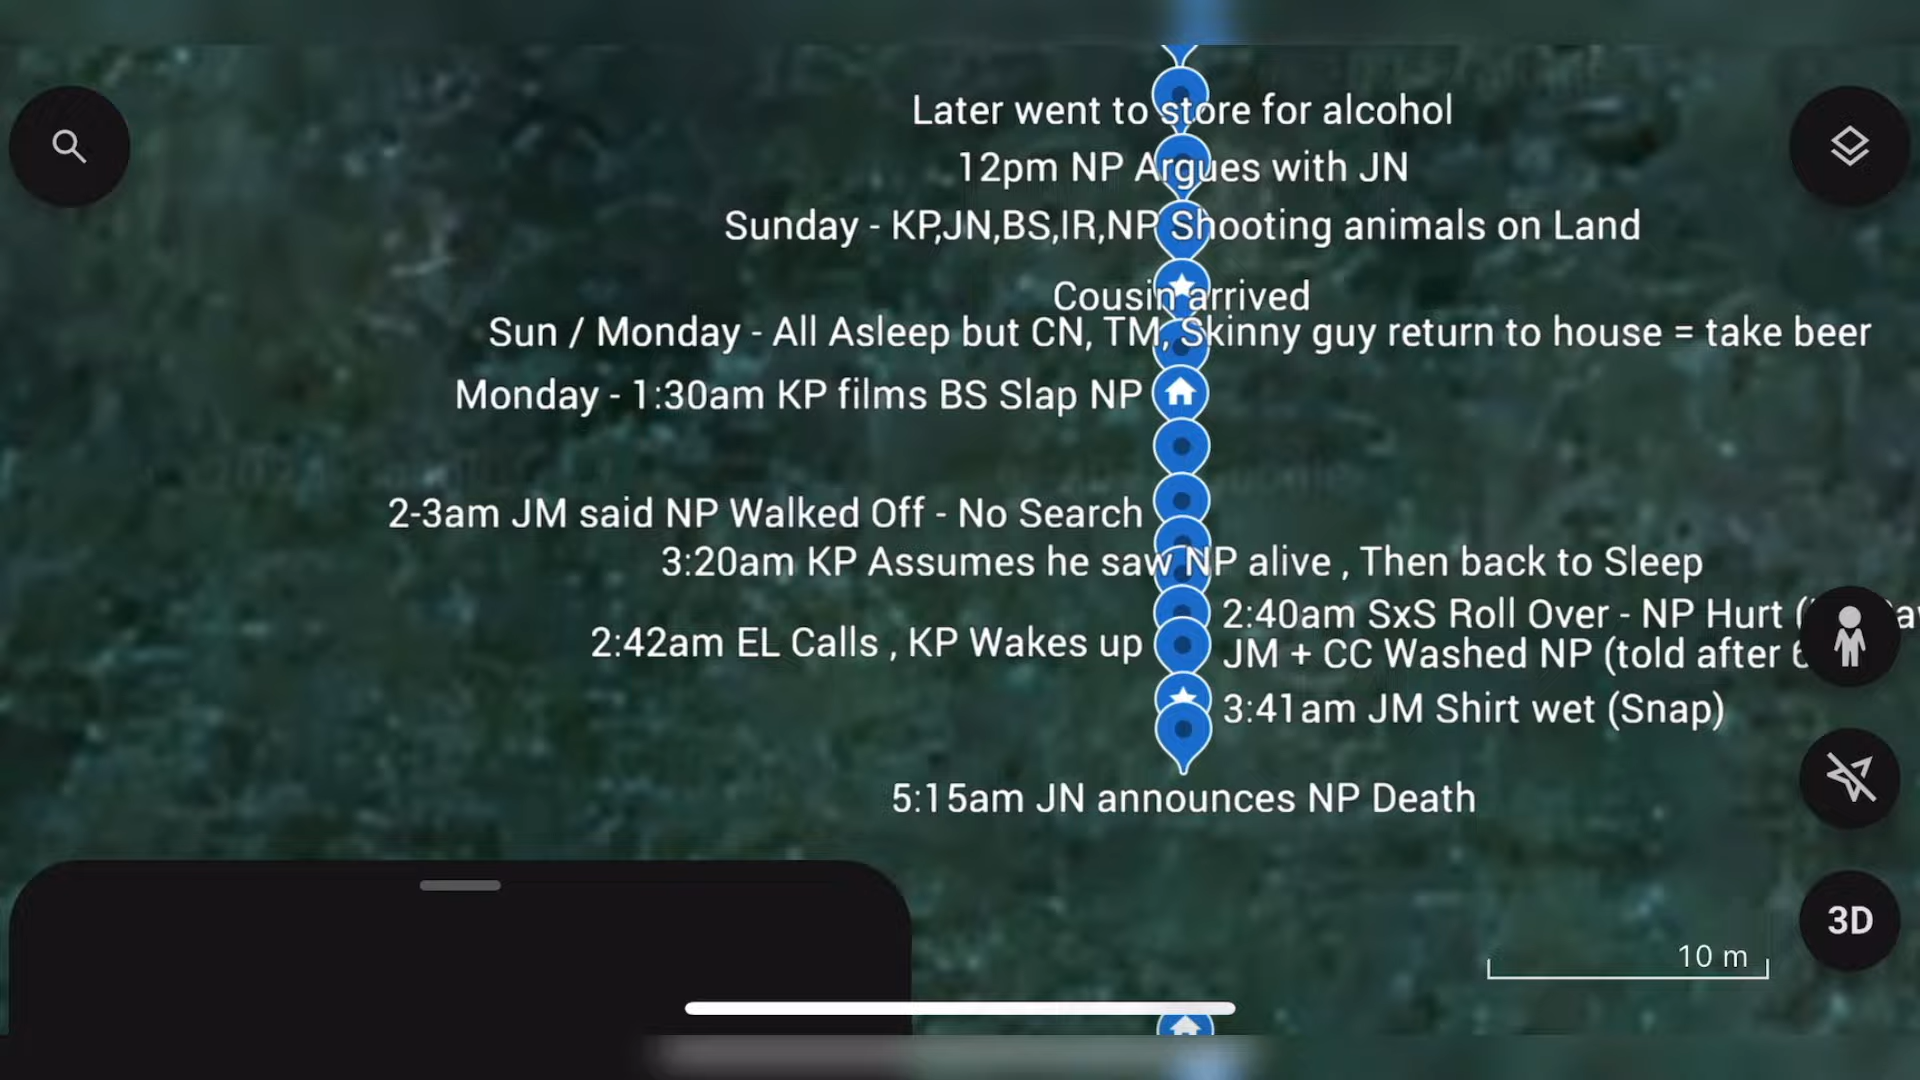 Later went to store for alcohol
12pm NP Argues with JN
Sunday - KP,JN,BS,IR,NP Shooting animals on Land
Cousin arrived
Sun / Monday - All Asleep but CN, TM, Skinny guy return to house = take beer
Monday - 1:30am KP films BS Slap NP
2-3am JM said NP Walked Off - No Search
3:20am KP Assumes he saw NP alive , Then back to Sleep
2:40am SxS Roll Over - NP Hurt (
2:42am EL Calls , KP Wakes up
JM + CC Washed NP (told after
3:41am JM Shirt wet (Snap)
5:15am JN announces NP Death
3D
10 m